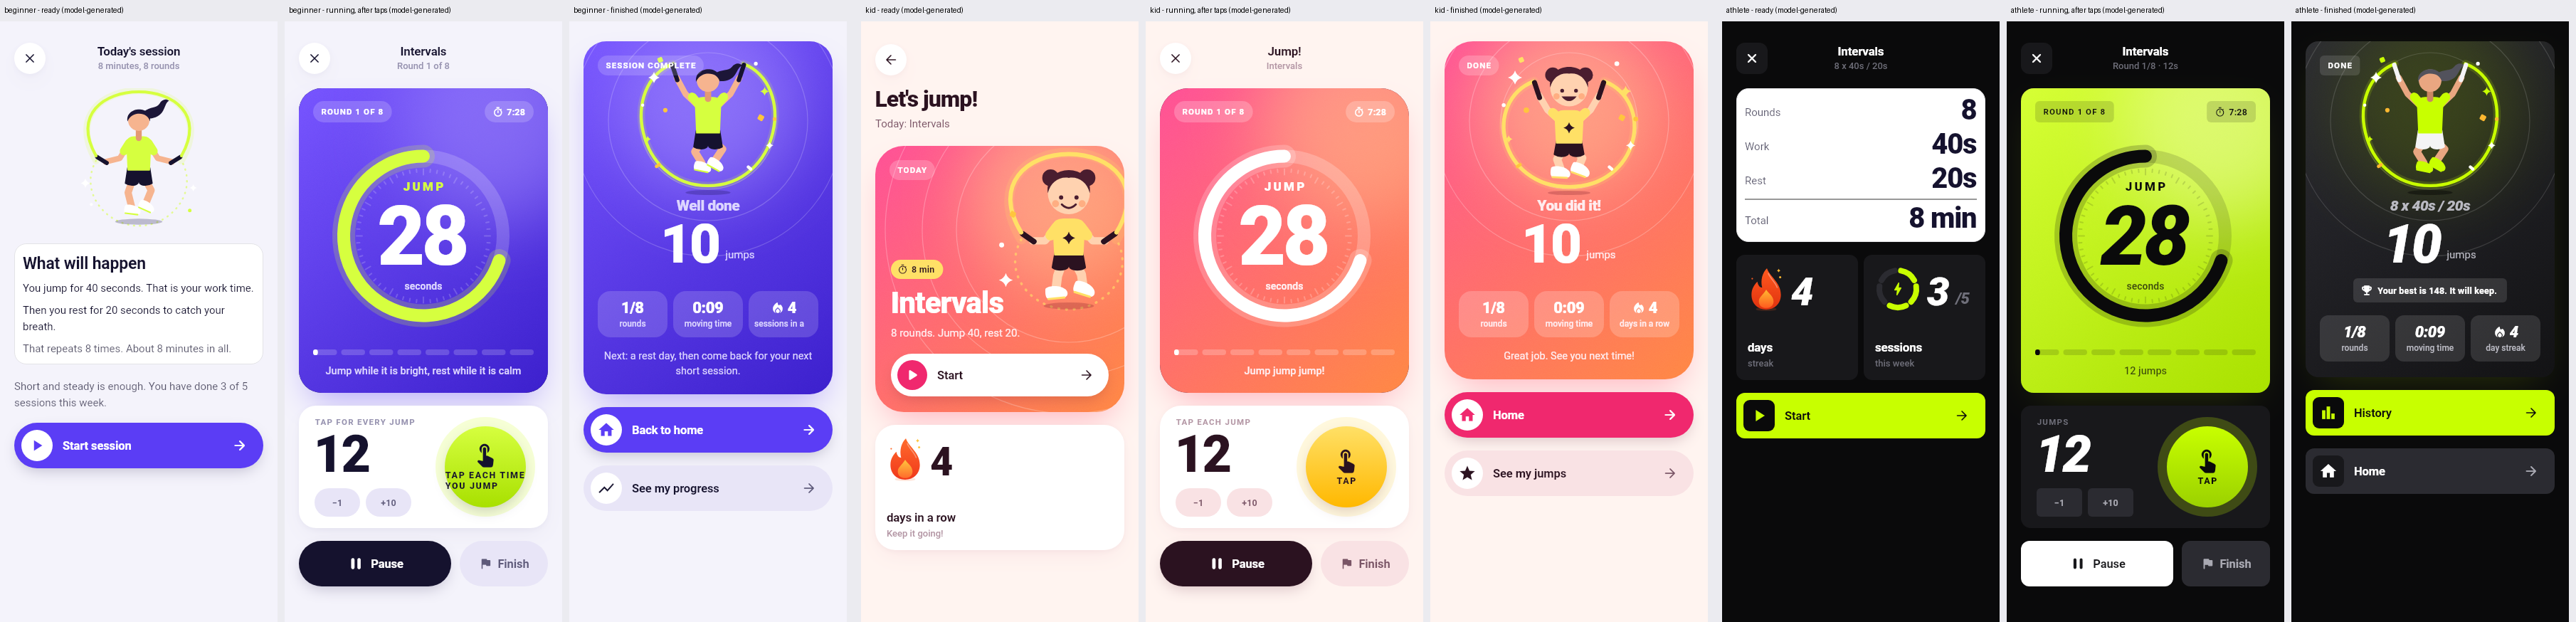 beginner - ready (model-generated)
Today's session
8 minutes, 8 rounds
What will happen
You jump for 40 seconds. That is your work time.
Then you rest for 20 seconds to catch your
breath.
That repeats 8 times. About 8 minutes in all.
Short and steady is enough. You have done 3 of 5
sessions this week.
Start session
beginner - running, after taps (model-generated)
Intervals
Round 1 of 8
ROUND 1 OF 8
7:28
JUMP
28
seconds
Jump while it is bright, rest while it is calm
TAP FOR EVERY JUMP
12
TAP EACH TIME
YOU JUMP
−1
+10
Pause
Finish
beginner - finished (model-generated)
SESSION COMPLETE
Well done
10 jumps
1/8
rounds
0:09
moving time
4
sessions in a
Next: a rest day, then come back for your next
short session.
Back to home
See my progress
kid - ready (model-generated)
Let's jump!
Today: Intervals
TODAY
8 min
Intervals
8 rounds. Jump 40, rest 20.
Start
4
days in a row
Keep it going!
kid - running, after taps (model-generated)
Jump!
Intervals
ROUND 1 OF 8
7:28
JUMP
28
seconds
Jump jump jump!
TAP EACH JUMP
12
TAP
−1
+10
Pause
Finish
kid - finished (model-generated)
DONE
You did it!
10 jumps
1/8
rounds
0:09
moving time
4
days in a row
Great job. See you next time!
Home
See my jumps
athlete - ready (model-generated)
Intervals
8 x 40s / 20s
Rounds 8
Work 40s
Rest 20s
Total 8 min
4
days
streak
3 /5
sessions
this week
Start
athlete - running, after taps (model-generated)
Intervals
Round 1/8 · 12s
ROUND 1 OF 8
7:28
JUMP
28
seconds
12 jumps
JUMPS
12
TAP
−1
+10
Pause
Finish
athlete - finished (model-generated)
DONE
8 x 40s / 20s
10 jumps
Your best is 148. It will keep.
1/8
rounds
0:09
moving time
4
day streak
History
Home